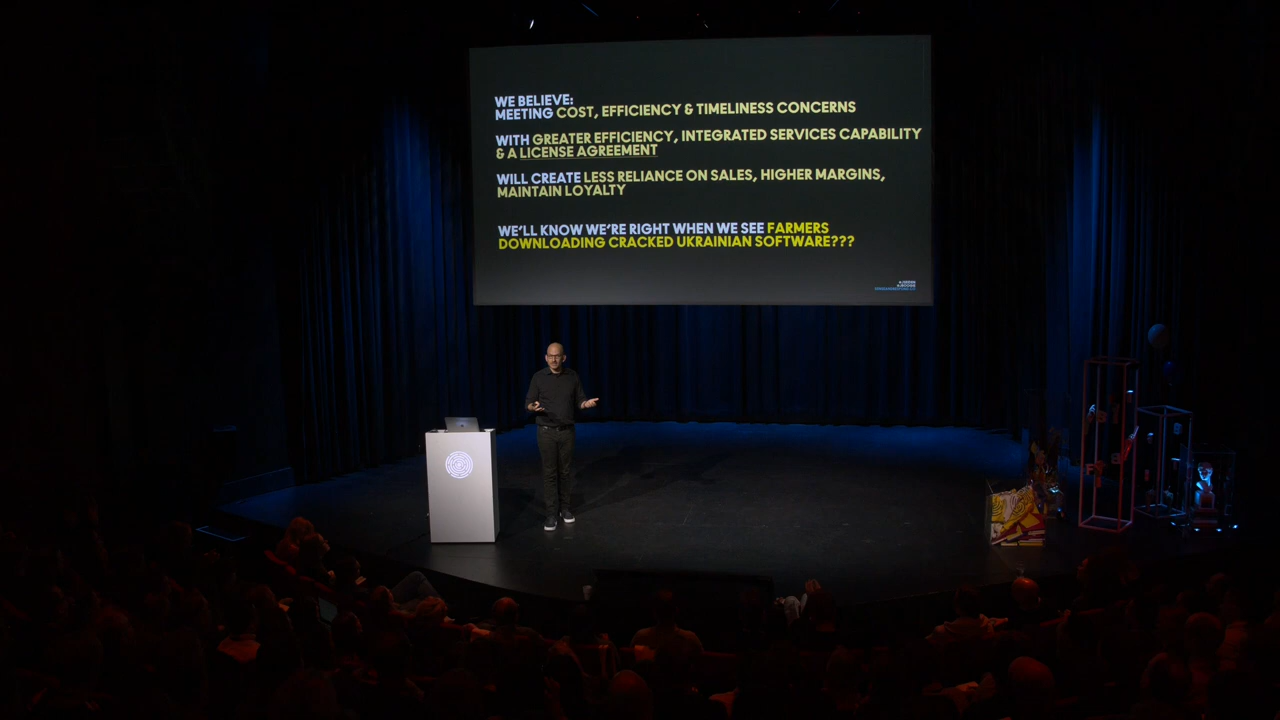 WE BELIEVE:
MEETING COST, EFFICIENCY & TIMELINESS CONCERNS
WITH GREATER EFFICIENCY, INTEGRATED SERVICES CAPABILITY
& A LICENSE AGREEMENT
WILL CREATE LESS RELIANCE ON SALES, HIGHER MARGINS,
MAINTAIN LOYALTY
WE'LL KNOW WE'RE RIGHT WHEN WE SEE FARMERS
DOWNLOADING CRACKED UKRAINIAN SOFTWARE???